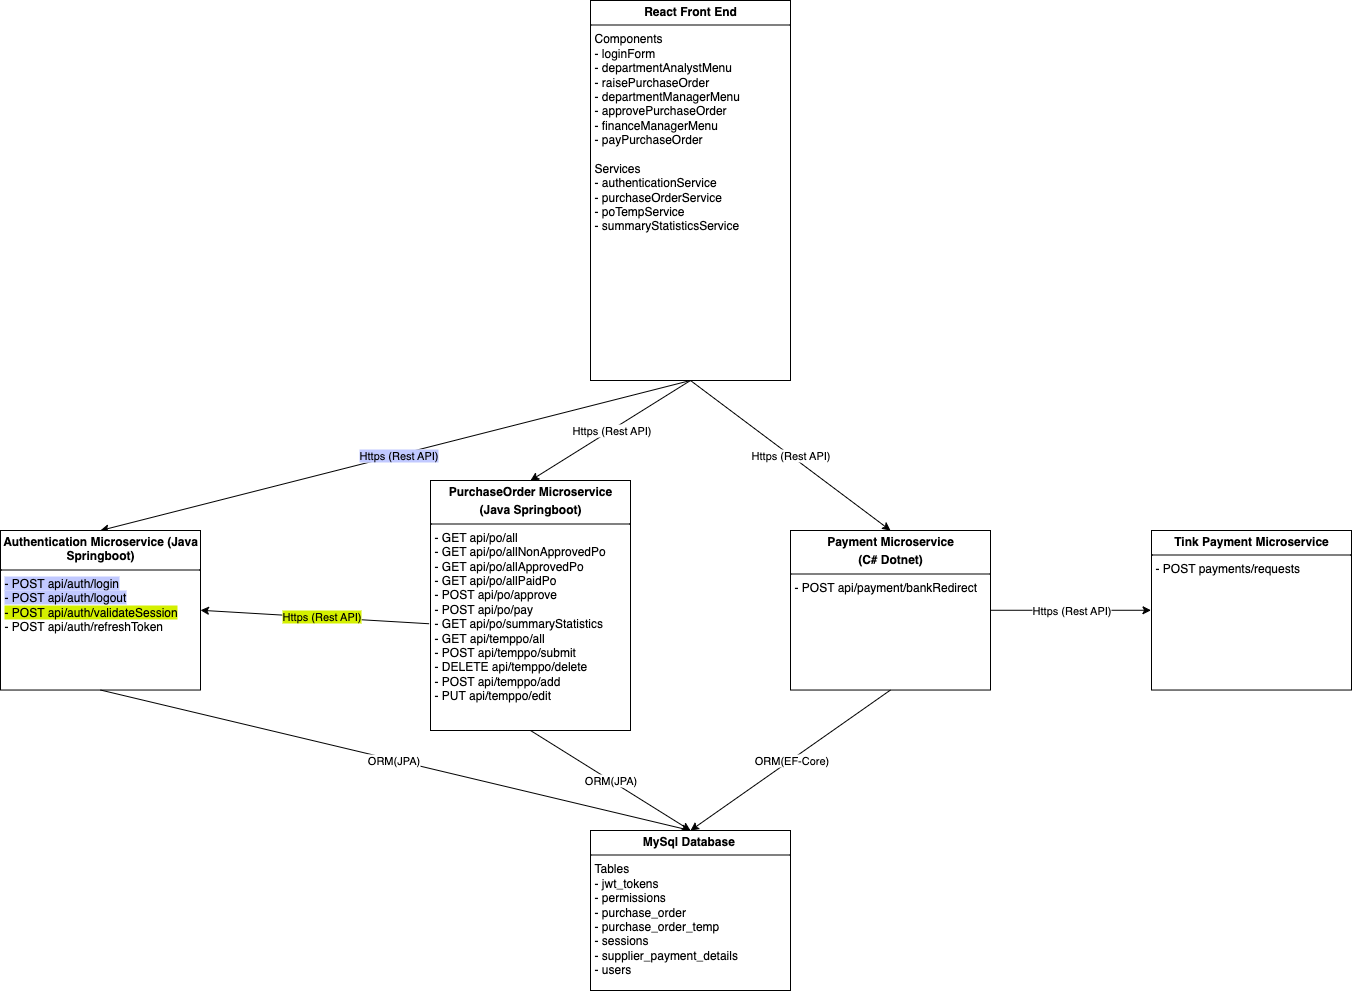 React Front End
Components
- loginForm
- departmentAnalystMenu
- raisePurchaseOrder
- departmentManagerMenu
- approvePurchaseOrder
- financeManagerMenu
- payPurchaseOrder
Services
- authenticationService
- purchaseOrderService
- poTempService
- summaryStatisticsService
Https (Rest API)
Https (Rest API)
Https (Rest API)
Authentication Microservice (Java
Springboot)
- POST api/auth/login
- POST api/auth/logout
- POST api/auth/validateSession
- POST api/auth/refreshToken
Https (Rest API)
PurchaseOrder Microservice
(Java Springboot)
- GET api/po/all
- GET api/po/allNonApprovedPo
- GET api/po/allApprovedPo
- GET api/po/allPaidPo
- POST api/po/approve
- POST api/po/pay
- GET api/po/summaryStatistics
- GET api/temppo/all
- POST api/temppo/submit
- DELETE api/temppo/delete
- POST api/temppo/add
- PUT api/temppo/edit
Payment Microservice
(C# Dotnet)
- POST api/payment/bankRedirect
Https (Rest API)
Tink Payment Microservice
- POST payments/requests
ORM(JPA)
ORM(JPA)
ORM(EF-Core)
MySql Database
Tables
- jwt_tokens
- permissions
- purchase_order
- purchase_order_temp
- sessions
- supplier_payment_details
- users